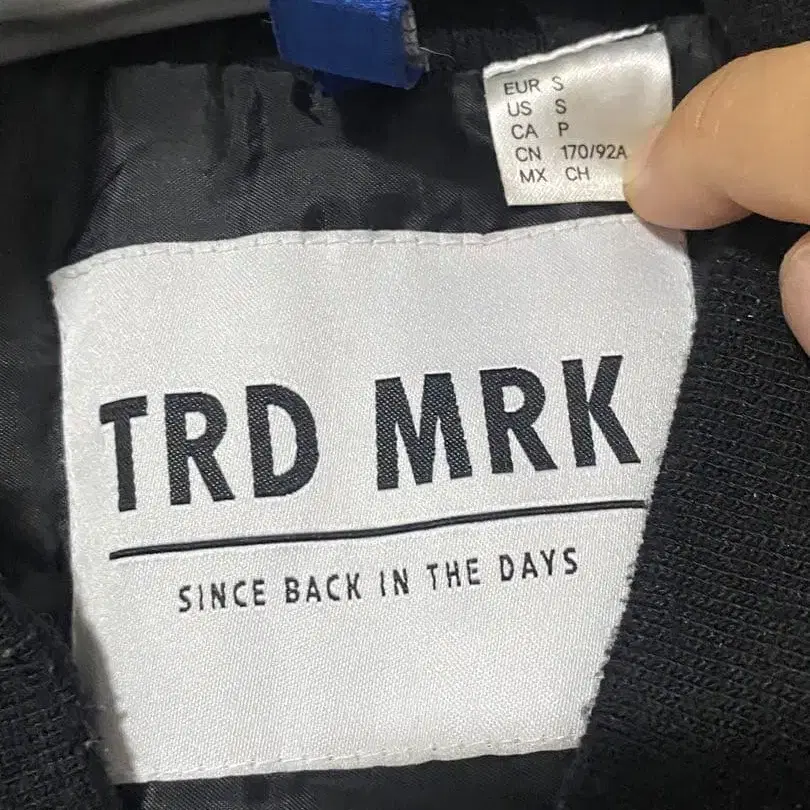 EUR S
US S
CA P
CN 170/92A
MX CH
TRD MRK
SINCE BACK IN THE DAYS